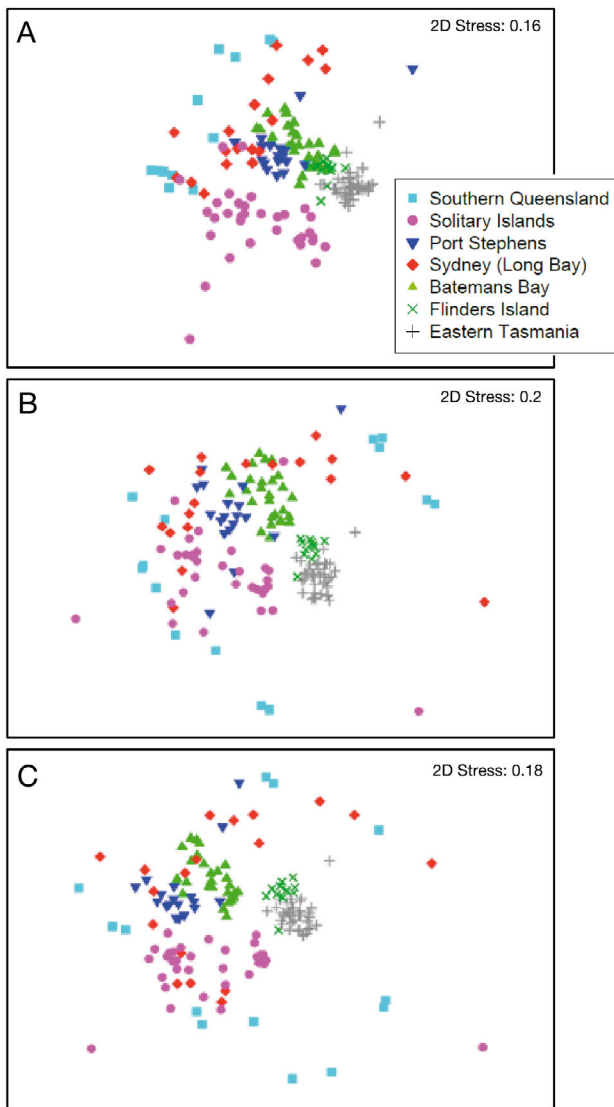 A
2D Stress: 0.16
Southern Queensland
Solitary Islands
Port Stephens
Sydney (Long Bay)
Batemans Bay
Flinders Island
Eastern Tasmania
B
2D Stress: 0.2
C
2D Stress: 0.18